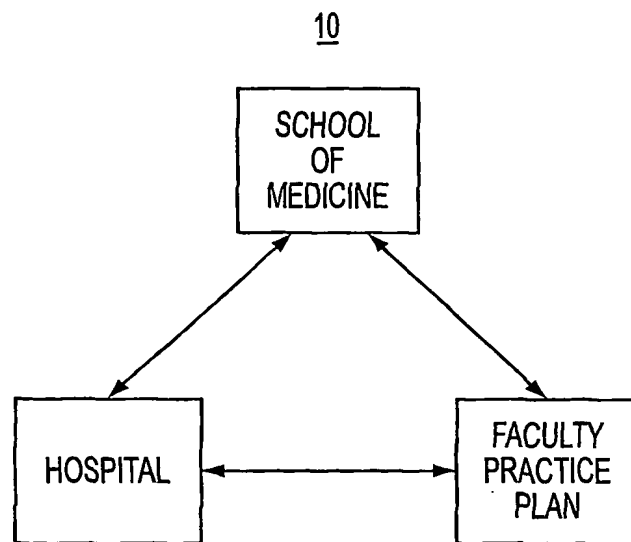 10
SCHOOL
OF
MEDICINE
HOSPITAL
FACULTY
PRACTICE
PLAN